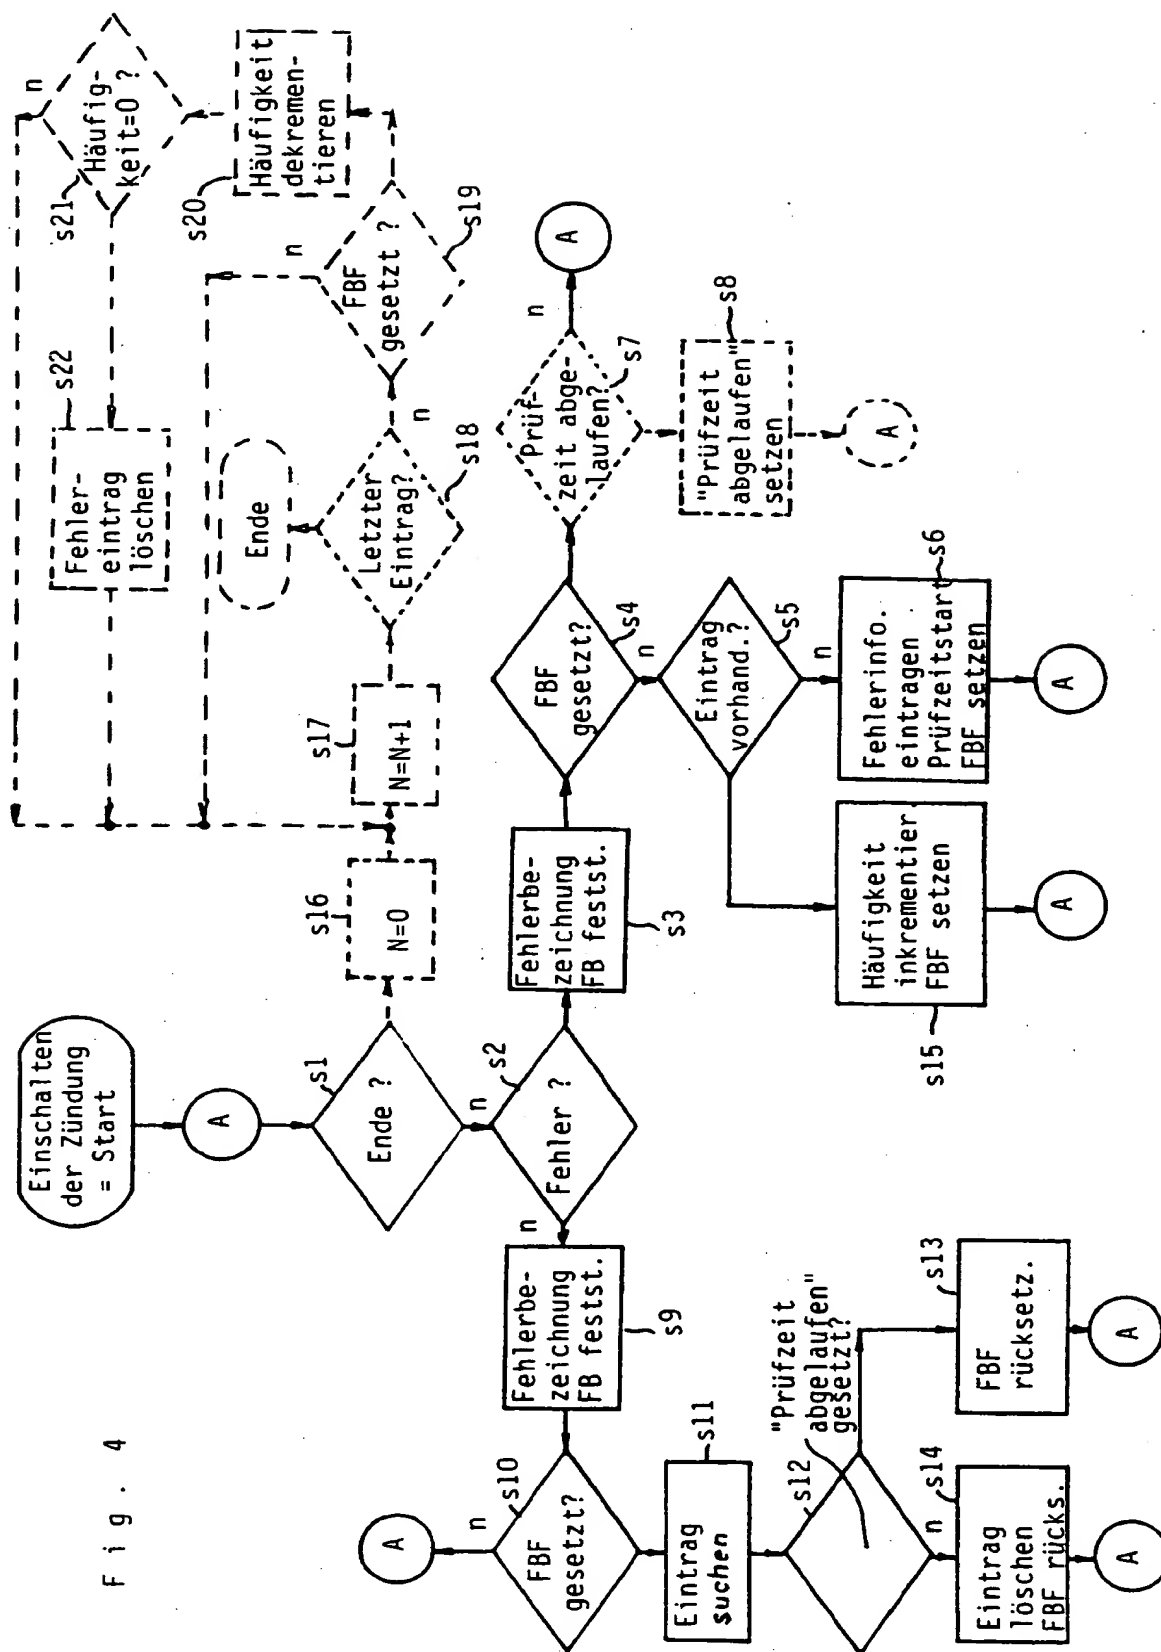 Fig. 4
Einschalten
der Zündung
= Start
A
s1
Ende ?
n
s2
Fehler ?
n
s16
N=0
s17
N=N+1
s18
Letzter
Eintrag?
n
Ende
s19
FBF
gesetzt ?
n
s20
Häufigkeit
dekremen-
tieren
s21
Häufig-
keit=0 ?
n
s22
Fehler-
eintrag
löschen
Fehlerbe-
zeichnung
FB festst.
s3
FBF
gesetzt?
s4
n
Prüf-
zeit abge-
laufen?
s7
n
A
s8
"Prüfzeit
abgelaufen"
setzen
A
Eintrag
vorhand.?
s5
n
s6
Fehlerinfo.
eintragen
Prüfzeitstart
FBF setzen
A
s15
Häufigkeit
inkrementier.
FBF setzen
A
Fehlerbe-
zeichnung
FB festst.
s9
s10
FBF
gesetzt?
n
A
s11
Eintrag
suchen
s12
"Prüfzeit
abgelaufen"
gesetzt?
n
s13
FBF
rücksetz.
A
s14
Eintrag
löschen
FBF rücks.
A